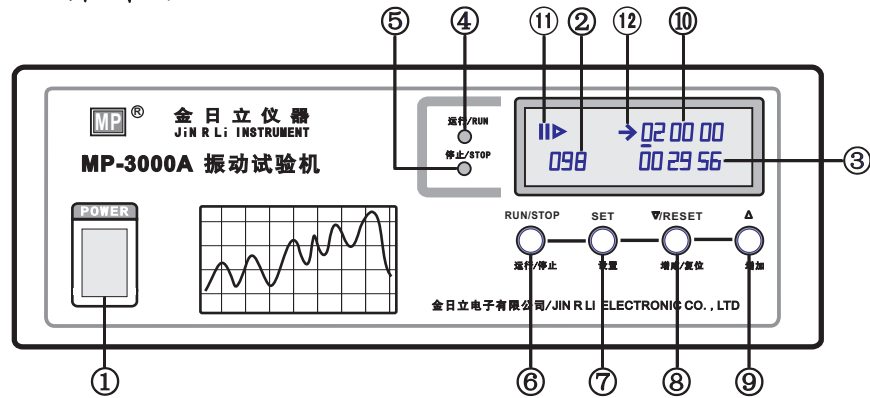 ⑤ ④ ⑪ ② ⑫ ⑩
MP ®
金日立仪器
JiN R Li INSTRUMENT
MP-3000A 振动试验机
运行/RUN
停止/STOP
→02 00 00
098 00 29 56
③
POWER
RUN/STOP SET ∇/RESET Δ
运行/停止 设置 增减/复位 增加
金日立电子有限公司/JIN R LI ELECTRONIC CO. , LTD
① ⑥ ⑦ ⑧ ⑨